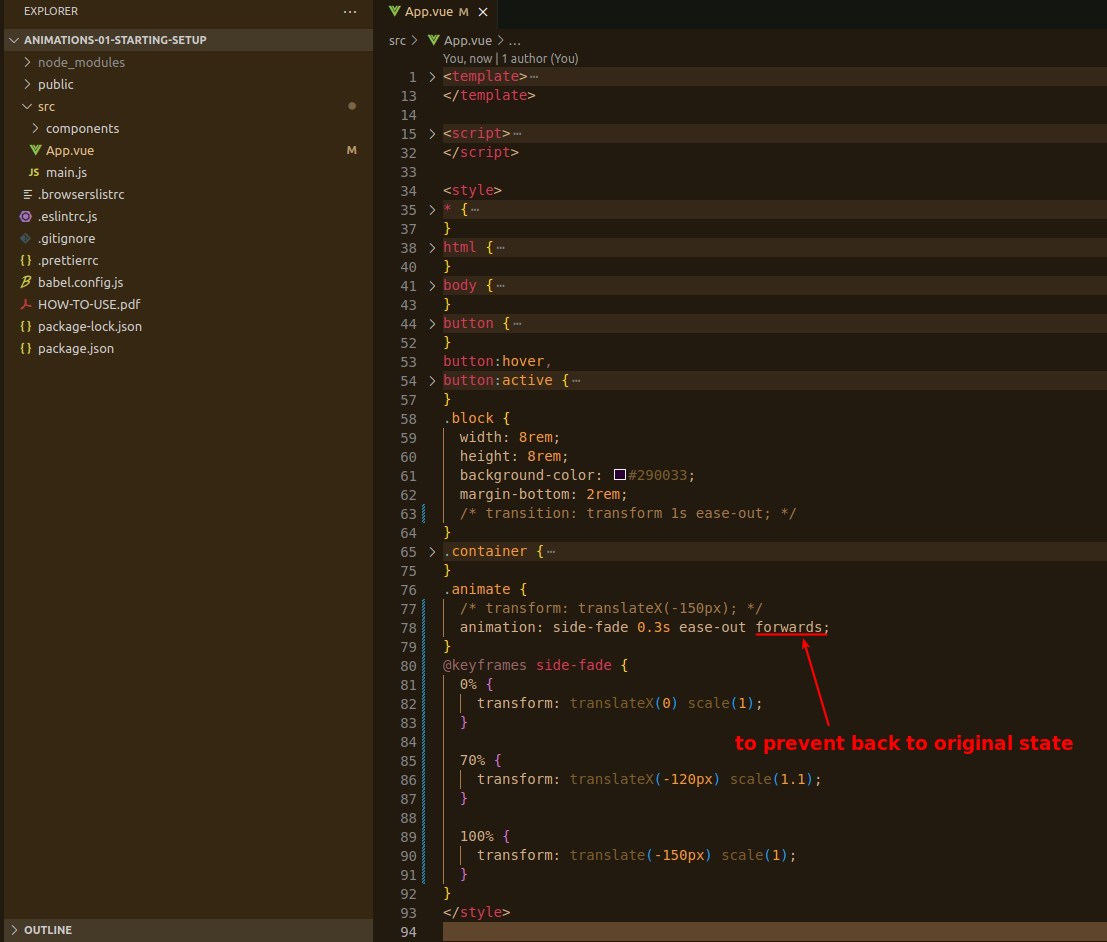 EXPLORER ...
ANIMATIONS-01-STARTING-SETUP
node_modules
public
src
components
App.vue M
JS main.js
.browserslistrc
.eslintrc.js
.gitignore
{} .prettierrc
babel.config.js
HOW-TO-USE.pdf
{} package-lock.json
{} package.json
OUTLINE
App.vue M ×
src > App.vue > ...
You, now | 1 author (You)
1 > <template>...
13 </template>
14
15 > <script>...
32 </script>
33
34 <style>
35 > * {...
37 }
38 > html {...
40 }
41 > body {...
43 }
44 > button {...
52 }
53 button:hover,
54 > button:active {...
57 }
58 .block {
59 width: 8rem;
60 height: 8rem;
61 background-color: #290033;
62 margin-bottom: 2rem;
63 /* transition: transform 1s ease-out; */
64 }
65 > .container {...
75 }
76 .animate {
77 /* transform: translateX(-150px); */
78 animation: side-fade 0.3s ease-out forwards;
79 }
80 @keyframes side-fade {
81 0% {
82 transform: translateX(0) scale(1);
83 }
84
85 70% {
86 transform: translateX(-120px) scale(1.1);
87 }
88
89 100% {
90 transform: translate(-150px) scale(1);
91 }
92 }
93 </style>
94
to prevent back to original state